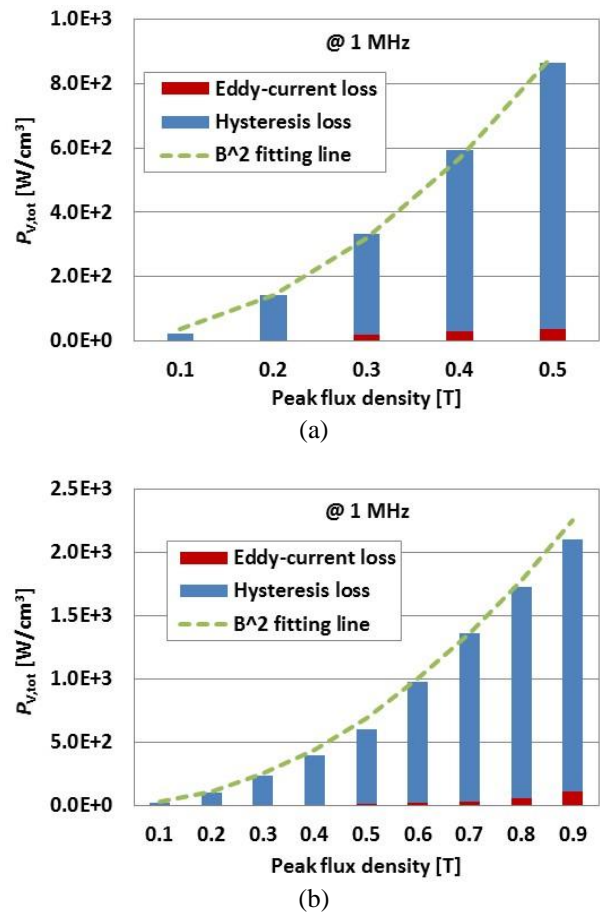 @ 1 MHz
Eddy-current loss
Hysteresis loss
B^2 fitting line
P_V,tot [W/cm³]
1.0E+3
8.0E+2
6.0E+2
4.0E+2
2.0E+2
0.0E+0
0.1 0.2 0.3 0.4 0.5
Peak flux density [T]
(a)
@ 1 MHz
Eddy-current loss
Hysteresis loss
B^2 fitting line
P_V,tot [W/cm³]
2.5E+3
2.0E+3
1.5E+3
1.0E+3
5.0E+2
0.0E+0
0.1 0.2 0.3 0.4 0.5 0.6 0.7 0.8 0.9
Peak flux density [T]
(b)